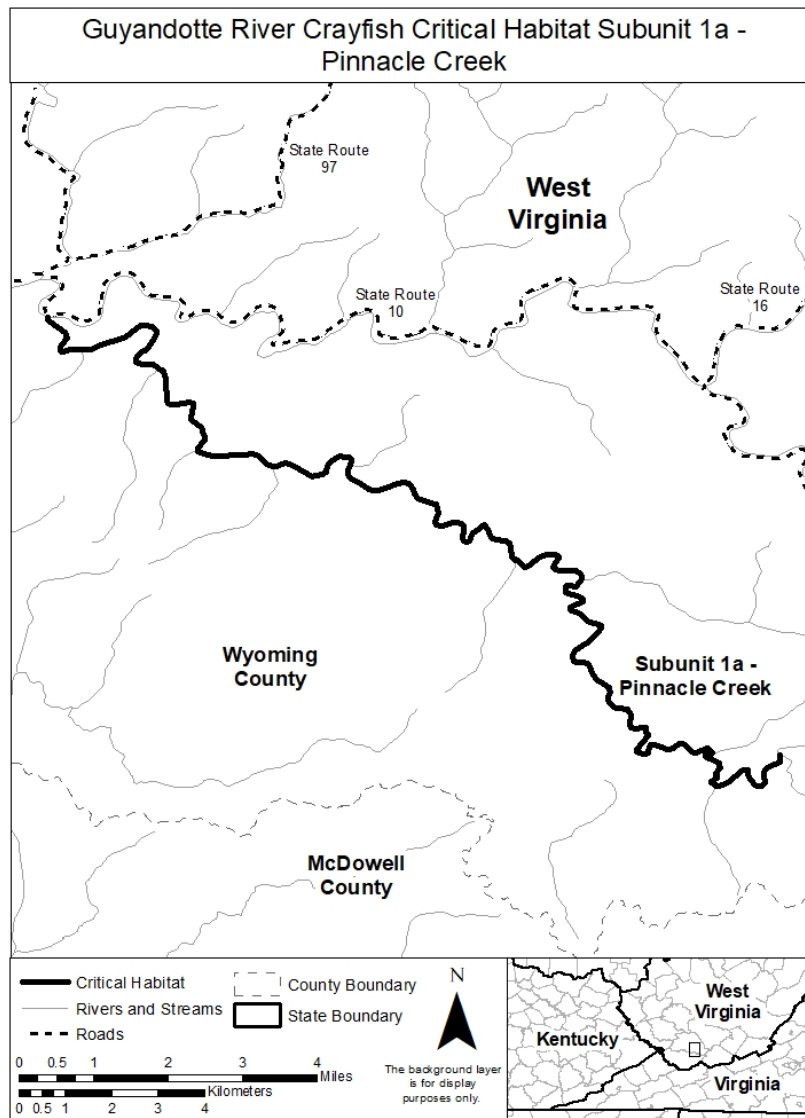 Guyandotte River Crayfish Critical Habitat Subunit 1a -
Pinnacle Creek
State Route
97
West
Virginia
State Route
10
State Route
16
Wyoming
County
Subunit 1a -
Pinnacle Creek
McDowell
County
Critical Habitat
Rivers and Streams
Roads
County Boundary
State Boundary
N
The background layer
is for display
purposes only.
0 0.5 1 2 3 4
Miles
Kilometers
0 0.5 1 2 3 4
West
Virginia
Kentucky
Virginia